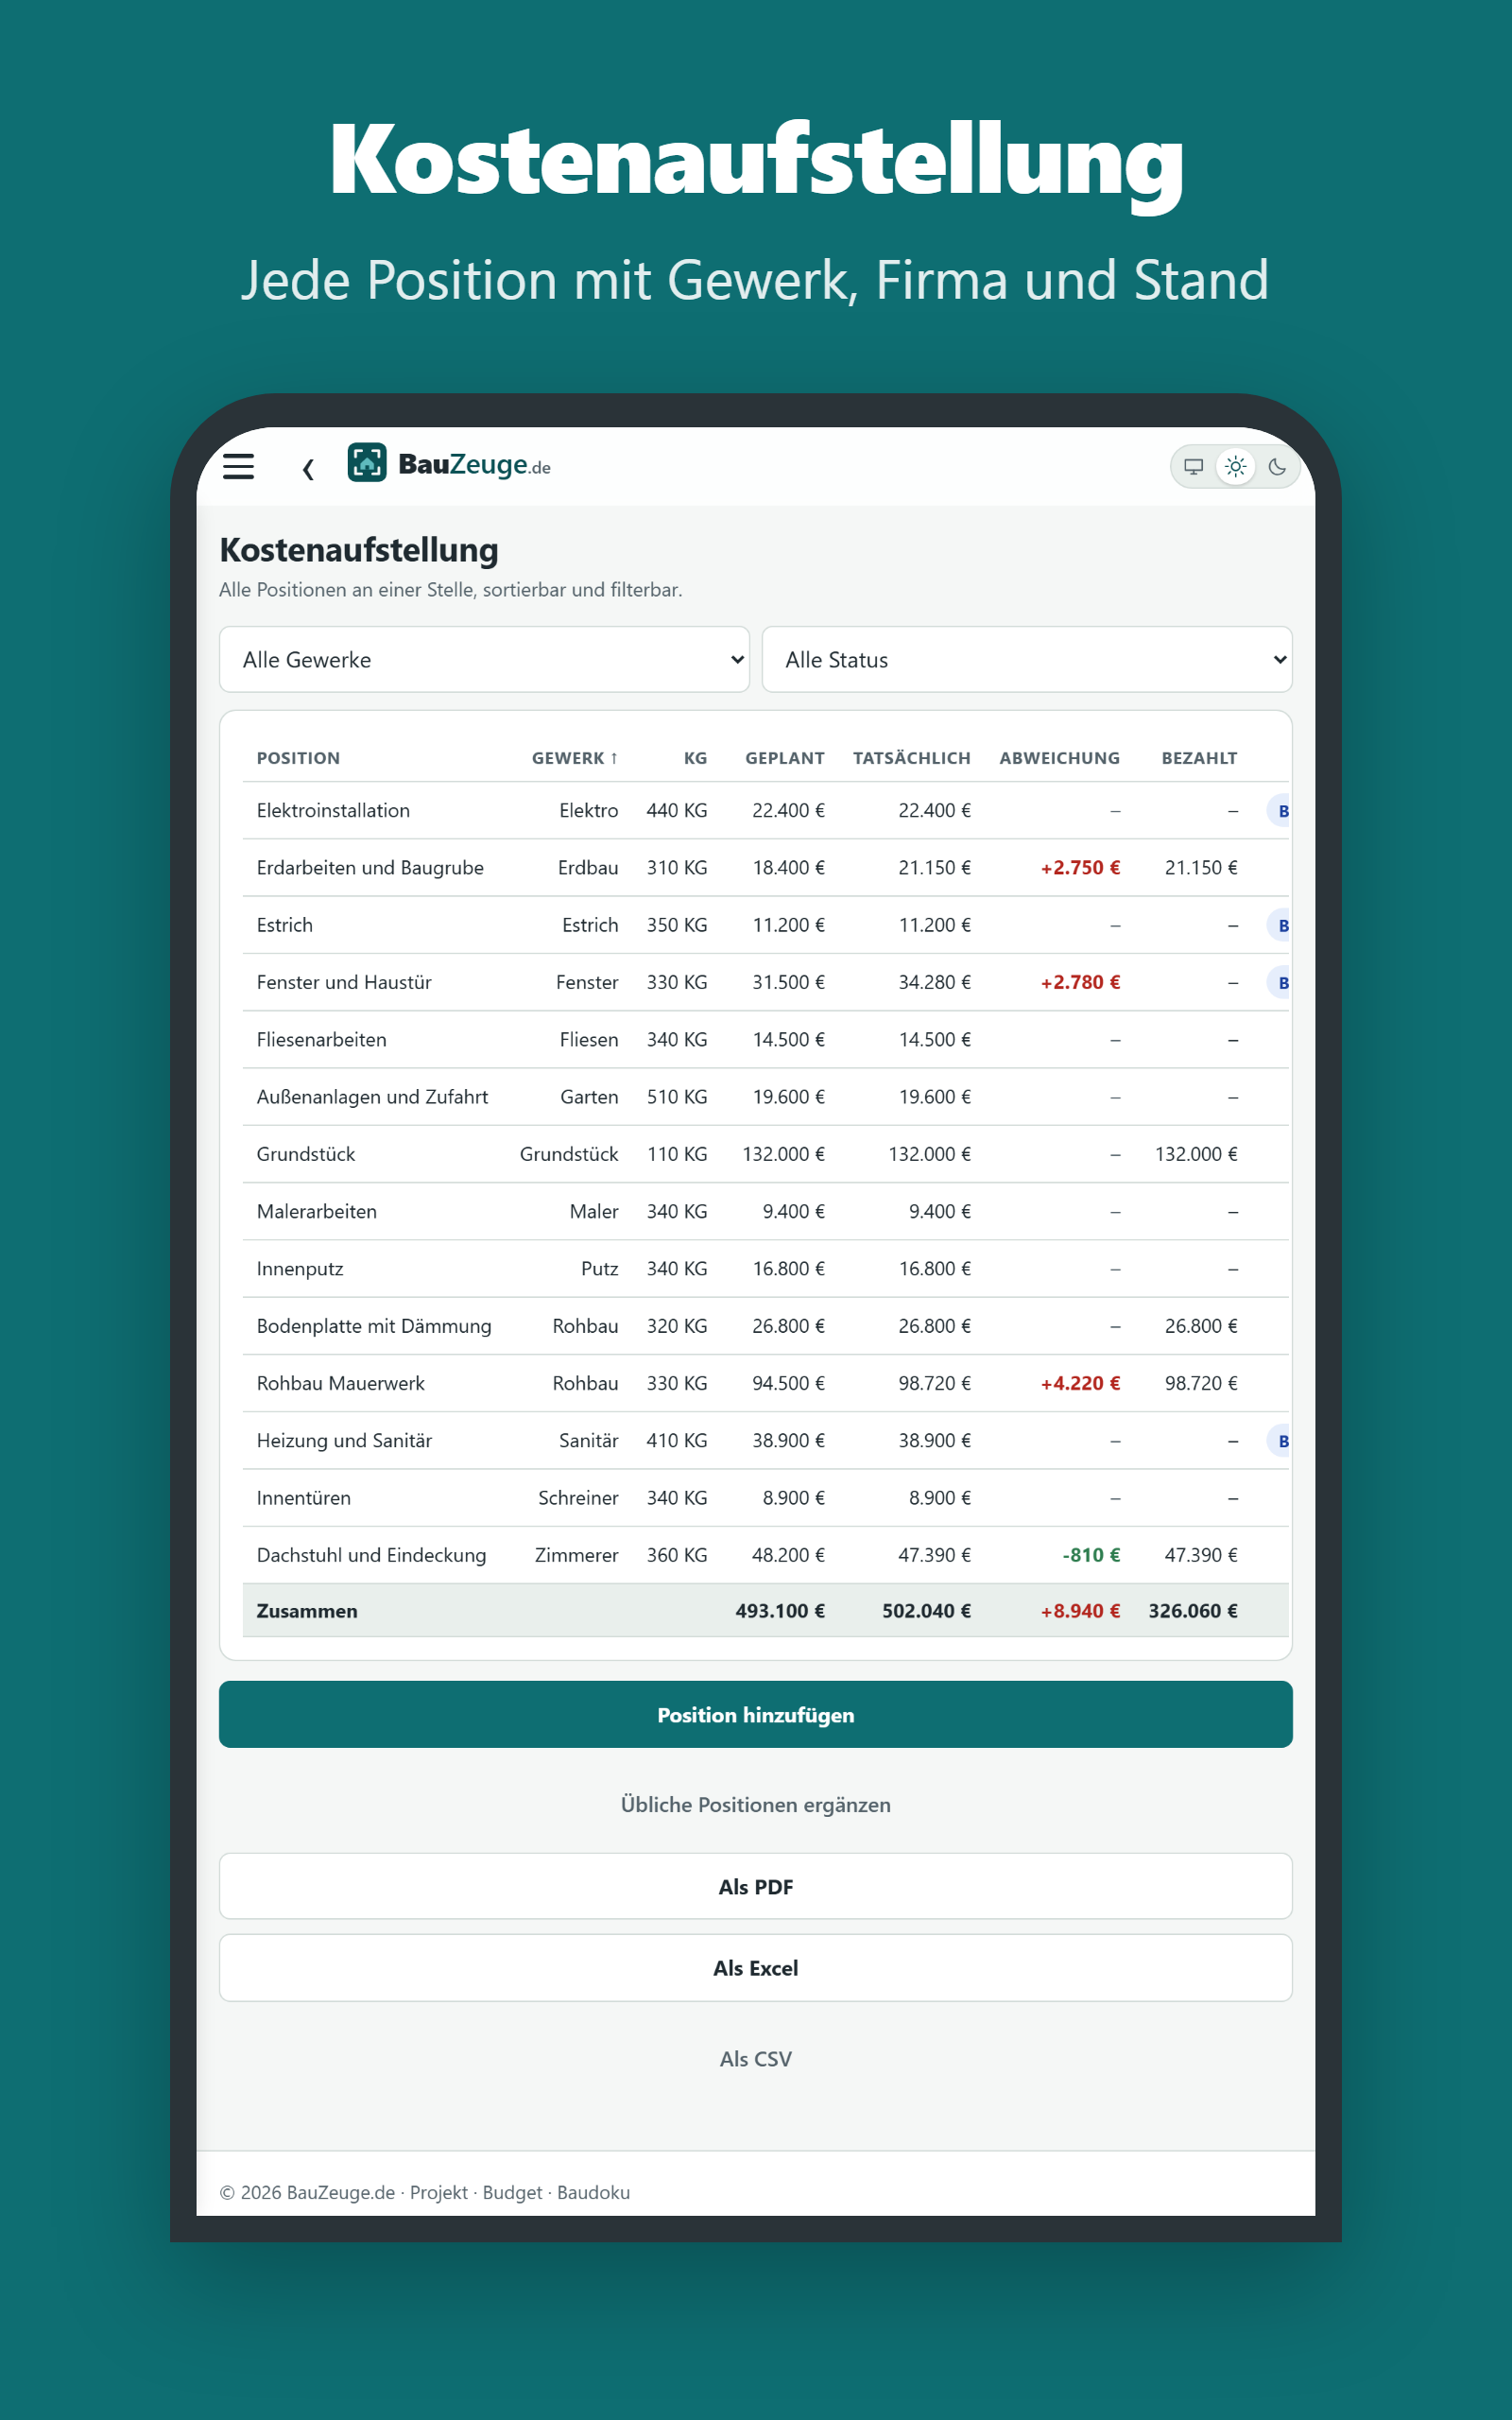 Kostenaufstellung
Jede Position mit Gewerk, Firma und Stand
BauZeuge.de
Kostenaufstellung
Alle Positionen an einer Stelle, sortierbar und filterbar.
Alle Gewerke Alle Status
POSITION GEWERK ↑ KG GEPLANT TATSÄCHLICH ABWEICHUNG BEZAHLT
Elektroinstallation Elektro 440 KG 22.400 € 22.400 € – – B
Erdarbeiten und Baugrube Erdbau 310 KG 18.400 € 21.150 € +2.750 € 21.150 €
Estrich Estrich 350 KG 11.200 € 11.200 € – – B
Fenster und Haustür Fenster 330 KG 31.500 € 34.280 € +2.780 € – B
Fliesenarbeiten Fliesen 340 KG 14.500 € 14.500 € – –
Außenanlagen und Zufahrt Garten 510 KG 19.600 € 19.600 € – –
Grundstück Grundstück 110 KG 132.000 € 132.000 € – 132.000 €
Malerarbeiten Maler 340 KG 9.400 € 9.400 € – –
Innenputz Putz 340 KG 16.800 € 16.800 € – –
Bodenplatte mit Dämmung Rohbau 320 KG 26.800 € 26.800 € – 26.800 €
Rohbau Mauerwerk Rohbau 330 KG 94.500 € 98.720 € +4.220 € 98.720 €
Heizung und Sanitär Sanitär 410 KG 38.900 € 38.900 € – – B
Innentüren Schreiner 340 KG 8.900 € 8.900 € – –
Dachstuhl und Eindeckung Zimmerer 360 KG 48.200 € 47.390 € -810 € 47.390 €
Zusammen 493.100 € 502.040 € +8.940 € 326.060 €
Position hinzufügen
Übliche Positionen ergänzen
Als PDF
Als Excel
Als CSV
© 2026 BauZeuge.de · Projekt · Budget · Baudoku